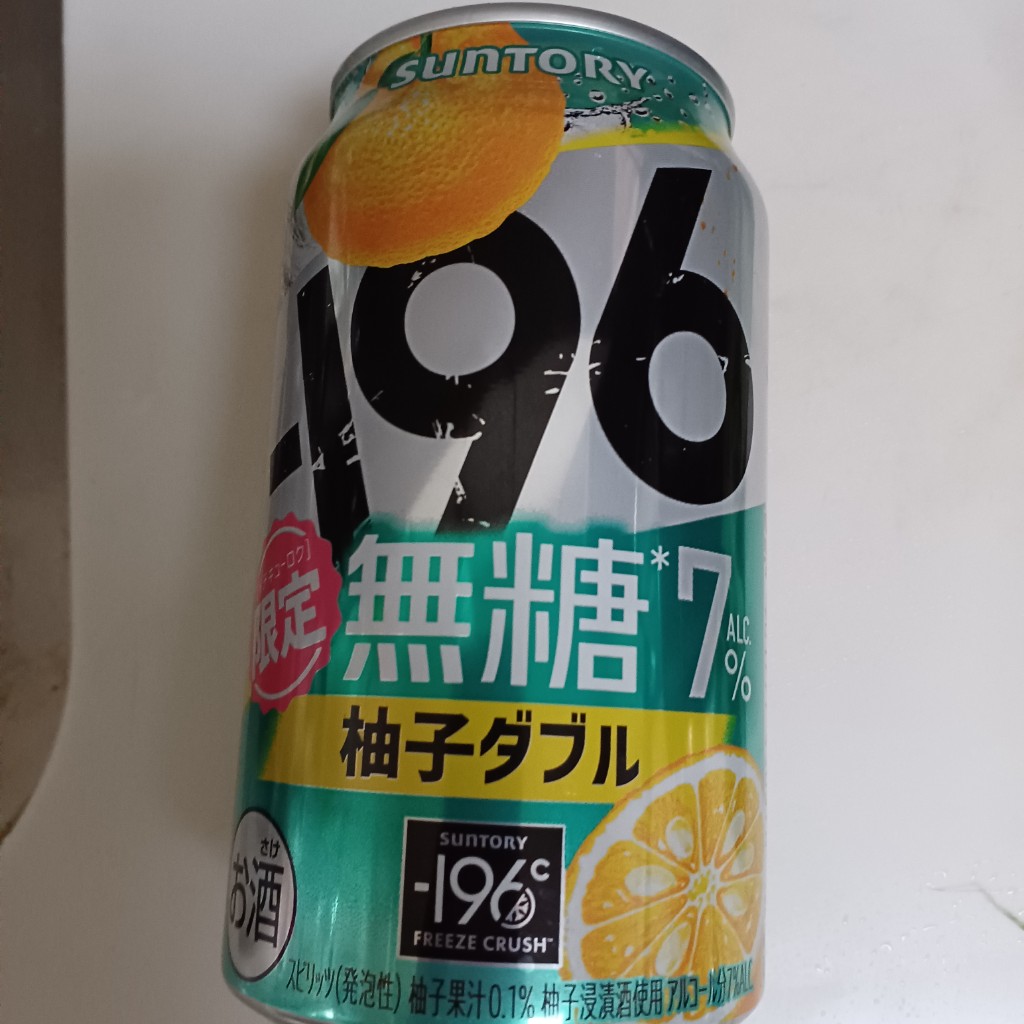 SUNTORY
-196
限定
無糖*7
ALC.
%
柚子ダブル
さけ
お酒
SUNTORY
-196℃
FREEZE CRUSH™
スピリッツ(発泡性) 柚子果汁0.1% 柚子浸漬酒使用 アルコール分7%ALC.